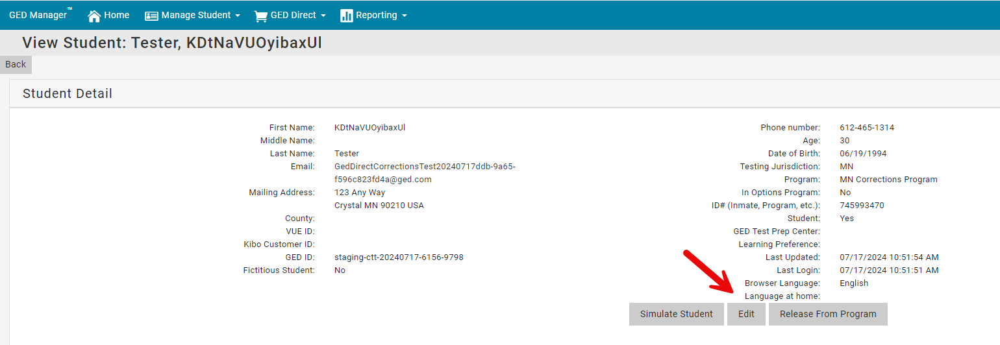 GED Manager™ Home Manage Student GED Direct Reporting
View Student: Tester, KDtNaVUOyibaxUl
Back
Student Detail
First Name: KDtNaVUOyibaxUl
Middle Name:
Last Name: Tester
Email: GedDirectCorrectionsTest20240717ddb-9a65-
f596c823fd4a@ged.com
Mailing Address: 123 Any Way
Crystal MN 90210 USA
County:
VUE ID:
Kibo Customer ID:
GED ID: staging-ctt-20240717-6156-9798
Fictitious Student: No
Phone number: 612-465-1314
Age: 30
Date of Birth: 06/19/1994
Testing Jurisdiction: MN
Program: MN Corrections Program
In Options Program: No
ID# (Inmate, Program, etc.): 745993470
Student: Yes
GED Test Prep Center:
Learning Preference:
Last Updated: 07/17/2024 10:51:54 AM
Last Login: 07/17/2024 10:51:51 AM
Browser Language: English
Language at home:
Simulate Student Edit Release From Program